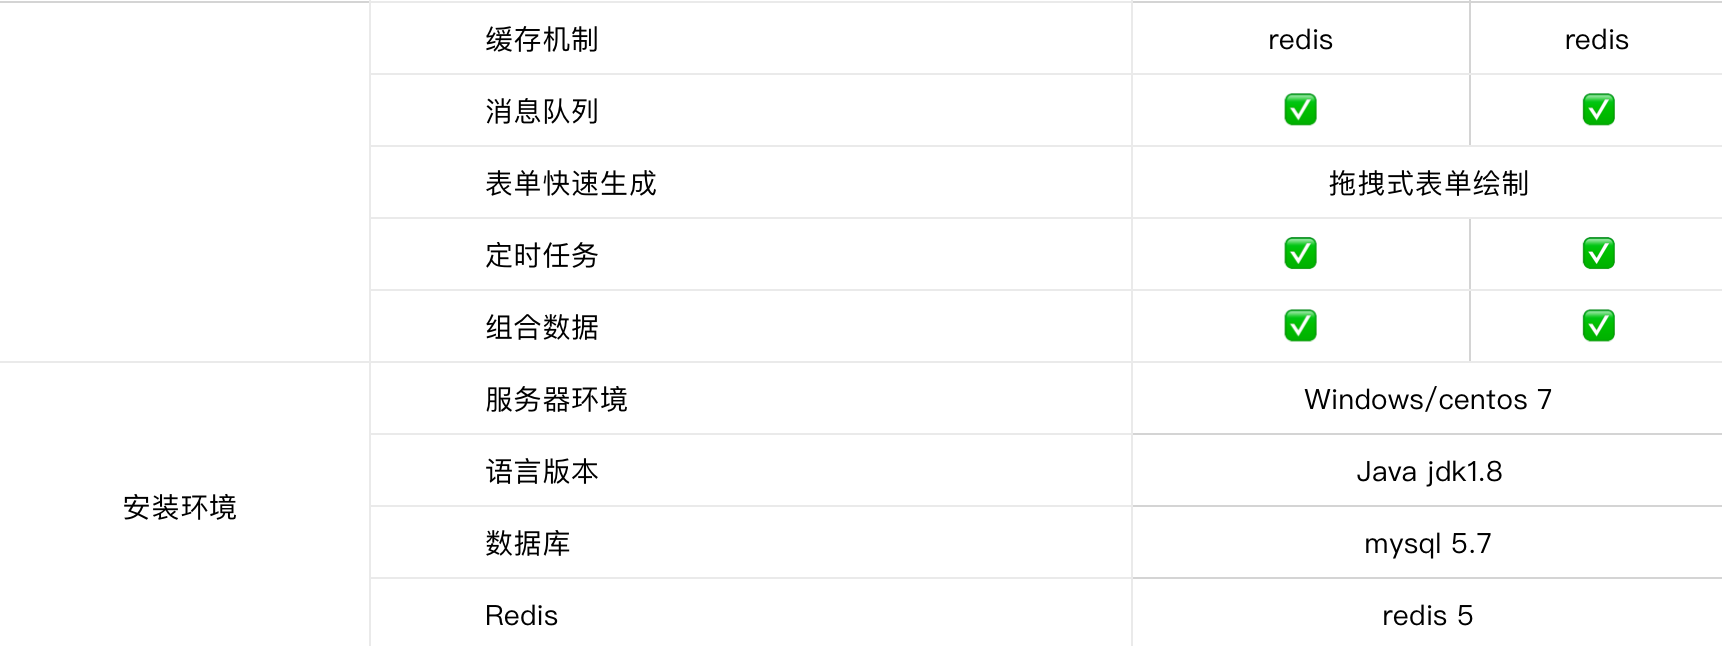 缓存机制 redis redis
消息队列 ✅ ✅
表单快速生成 拖拽式表单绘制
定时任务 ✅ ✅
组合数据 ✅ ✅
安装环境
服务器环境 Windows/centos 7
语言版本 Java jdk1.8
数据库 mysql 5.7
Redis redis 5